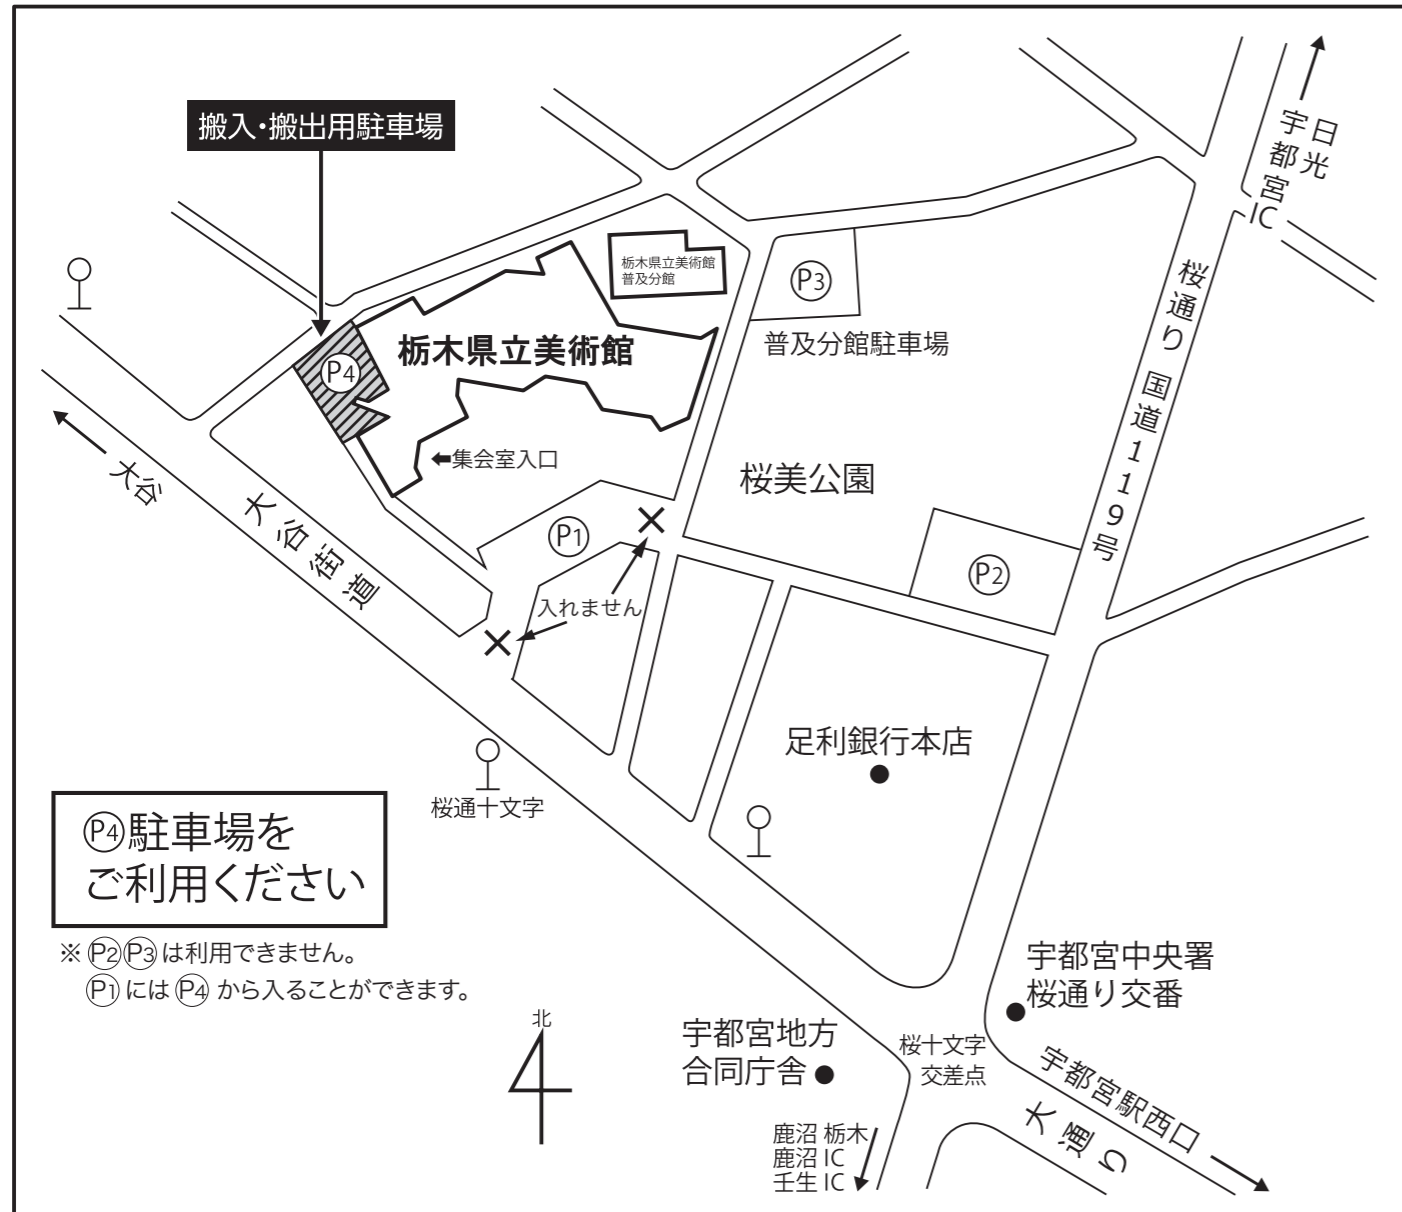 搬入・搬出用駐車場
日光
宇都宮IC
栃木県立美術館
普及分館
P3
普及分館駐車場
桜通り 国道119号
栃木県立美術館
P4
←集会室入口
大谷
大谷街道
桜美公園
P1
P2
入れません
足利銀行本店
桜通十文字
P4駐車場を
ご利用ください
※P2P3は利用できません。
P1にはP4から入ることができます。
北
宇都宮地方
合同庁舎
桜十文字
交差点
宇都宮中央署
桜通り交番
宇都宮駅西口
大通り
鹿沼 栃木
鹿沼 IC
壬生 IC